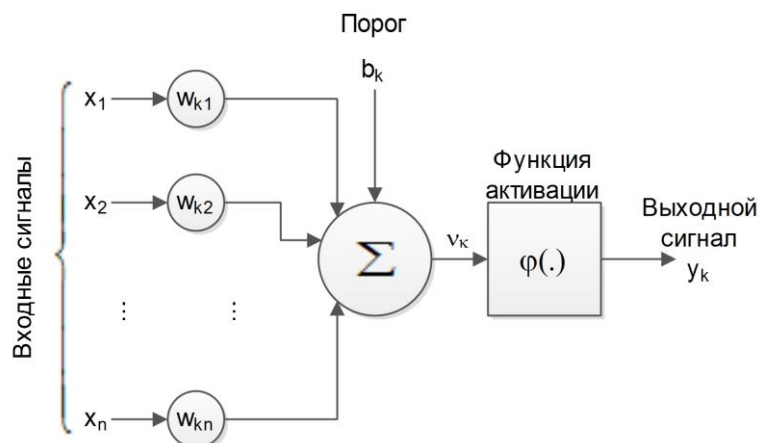 Порог
b_k
Входные сигналы
x_1
w_k1
x_2
w_k2
⋮ ⋮
x_n
w_kn
Σ
ν_κ
Функция
активации
φ(.)
Выходной
сигнал
y_k